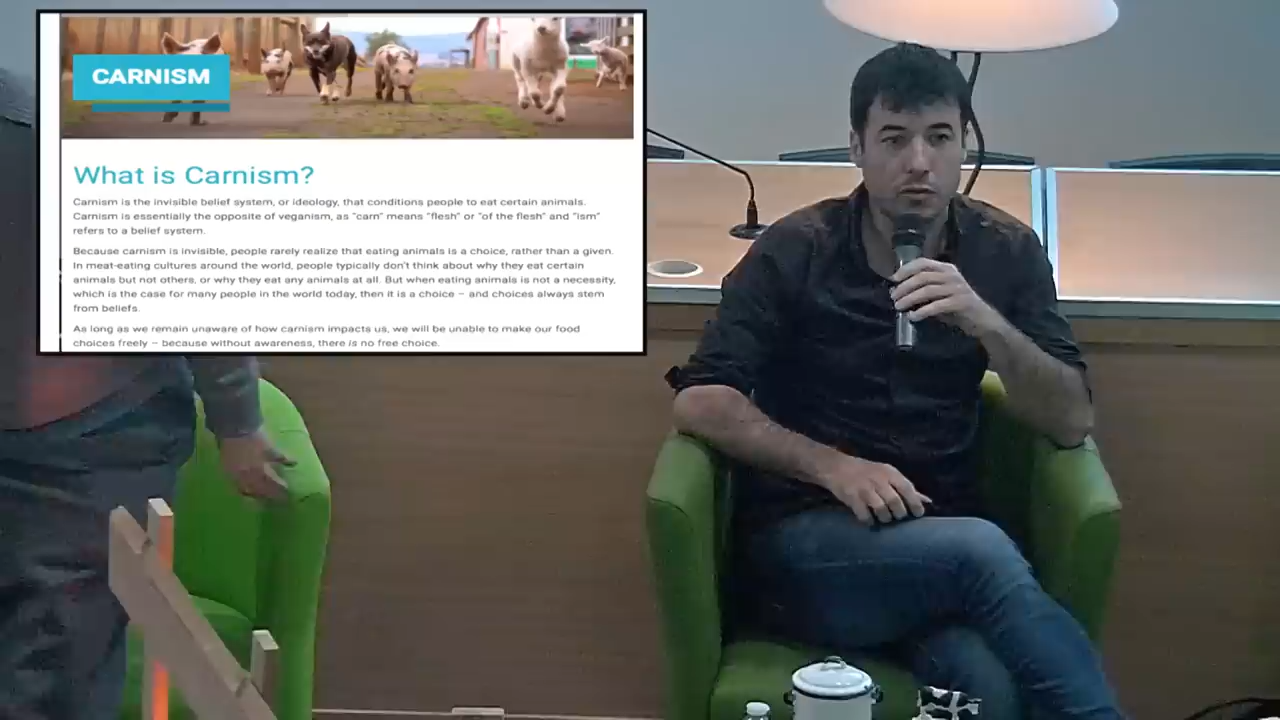 CARNISM
What is Carnism?
Carnism is the invisible belief system, or ideology, that conditions people to eat certain animals.
Carnism is essentially the opposite of veganism, as "carn" means "flesh" or "of the flesh" and "ism"
refers to a belief system.
Because carnism is invisible, people rarely realize that eating animals is a choice, rather than a given.
In meat-eating cultures around the world, people typically don't think about why they eat certain
animals but not others, or why they eat any animals at all. But when eating animals is not a necessity,
which is the case for many people in the world today, then it is a choice – and choices always stem
from beliefs.
As long as we remain unaware of how carnism impacts us, we will be unable to make our food
choices freely – because without awareness, there is no free choice.